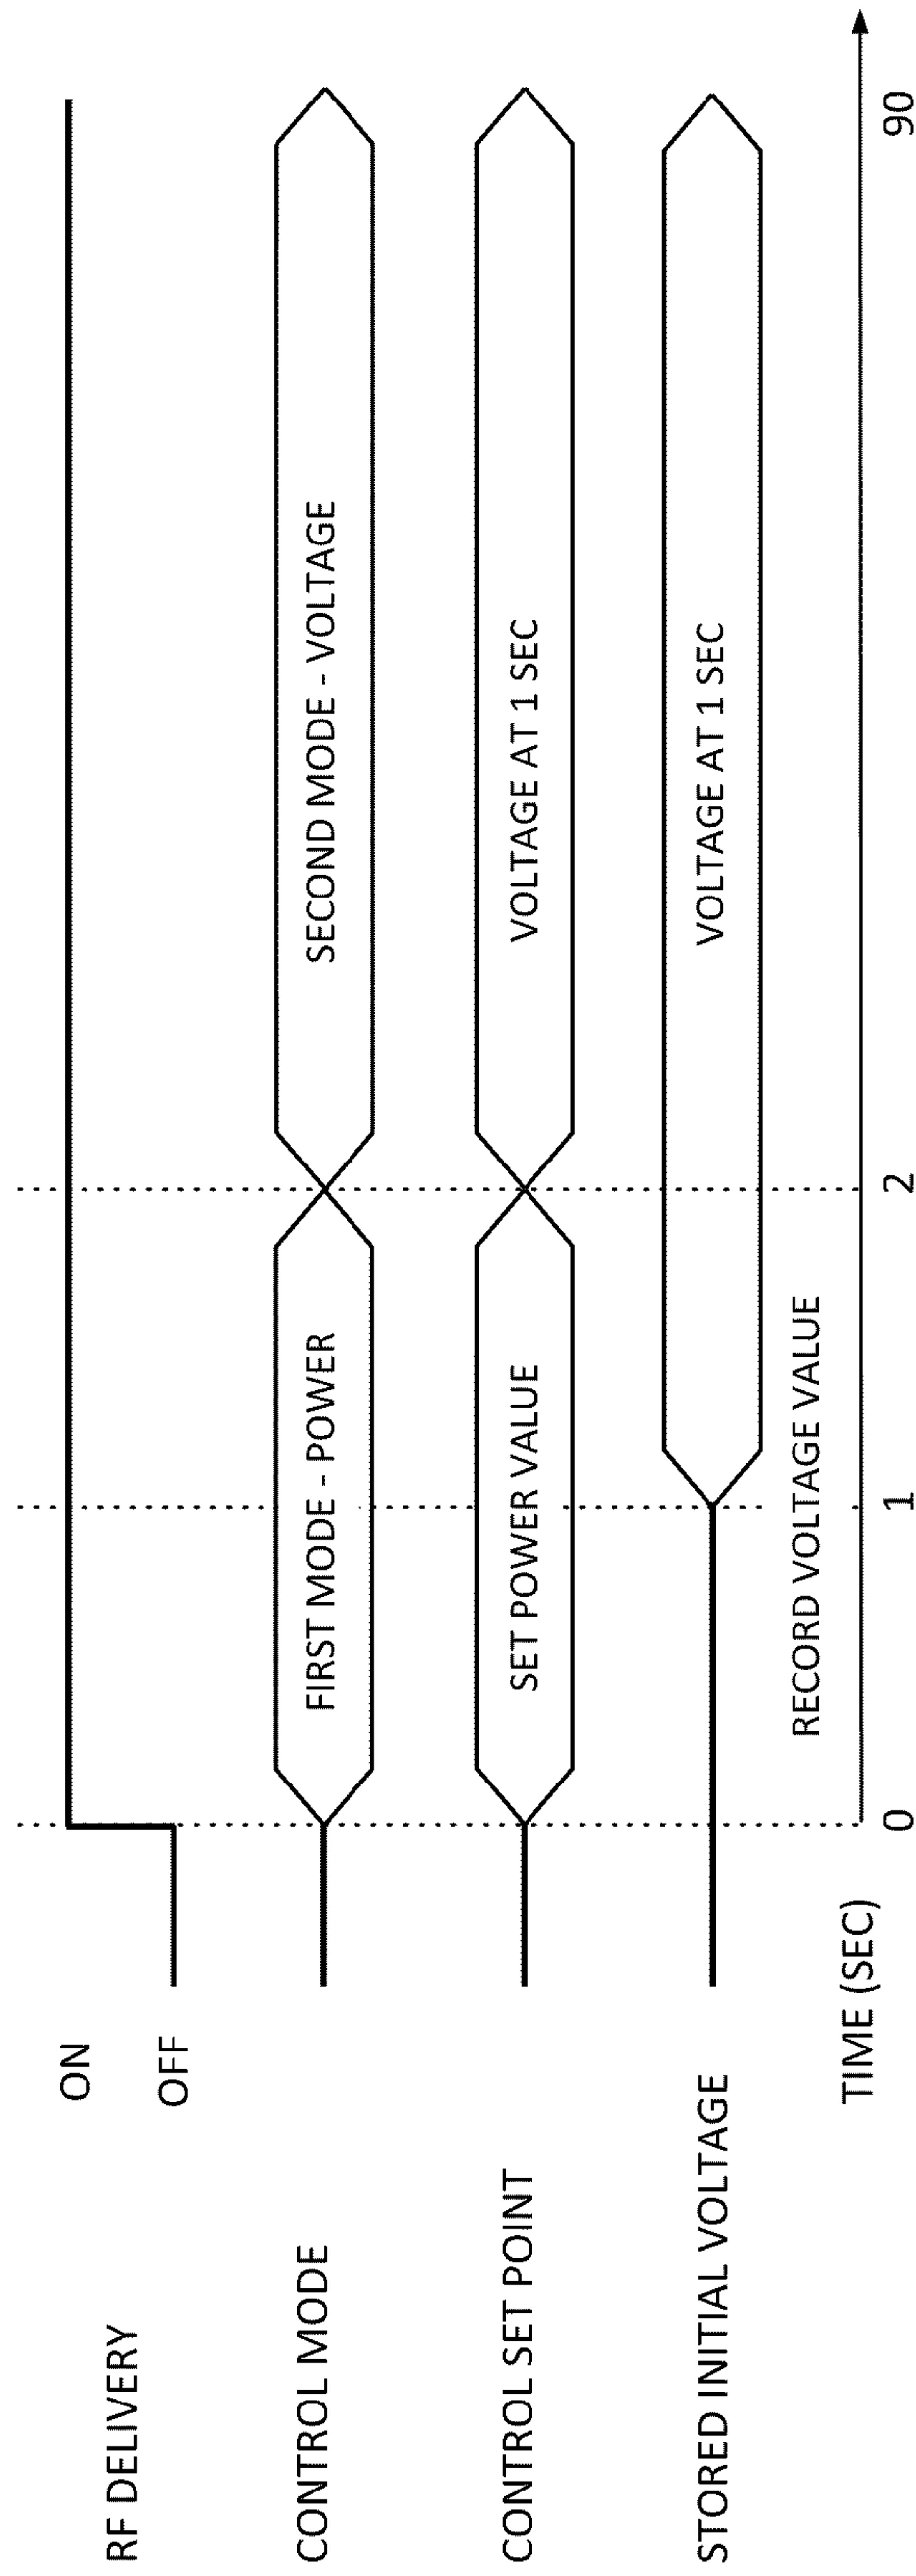 RF DELIVERY
ON
OFF
CONTROL MODE
FIRST MODE - POWER
SECOND MODE - VOLTAGE
CONTROL SET POINT
SET POWER VALUE
VOLTAGE AT 1 SEC
STORED INITIAL VOLTAGE
VOLTAGE AT 1 SEC
RECORD VOLTAGE VALUE
TIME (SEC)
0
1
2
90